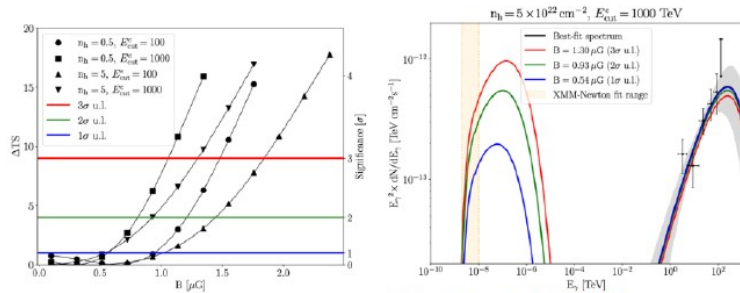 n_h = 0.5, E^e_cut = 100
n_h = 0.5, E^e_cut = 1000
n_h = 5, E^e_cut = 100
n_h = 5, E^e_cut = 1000
3σ u.l.
2σ u.l.
1σ u.l.
20
15
10
5
0
ΔTS
4
3
2
1
0
Significance [σ]
0.0 0.5 1.0 1.5 2.0
B [μG]
n_h = 5 × 10^22 cm^-2, E^e_cut = 1000 TeV
Best-fit spectrum
B = 1.30 μG (3σ u.l.)
B = 0.93 μG (2σ u.l.)
B = 0.54 μG (1σ u.l.)
XMM-Newton fit range
10^-12
10^-13
E_γ^2 × dN/dE_γ [TeV cm^-2 s^-1]
10^-10 10^-8 10^-6 10^-4 10^-2 10^0 10^2
E_γ [TeV]